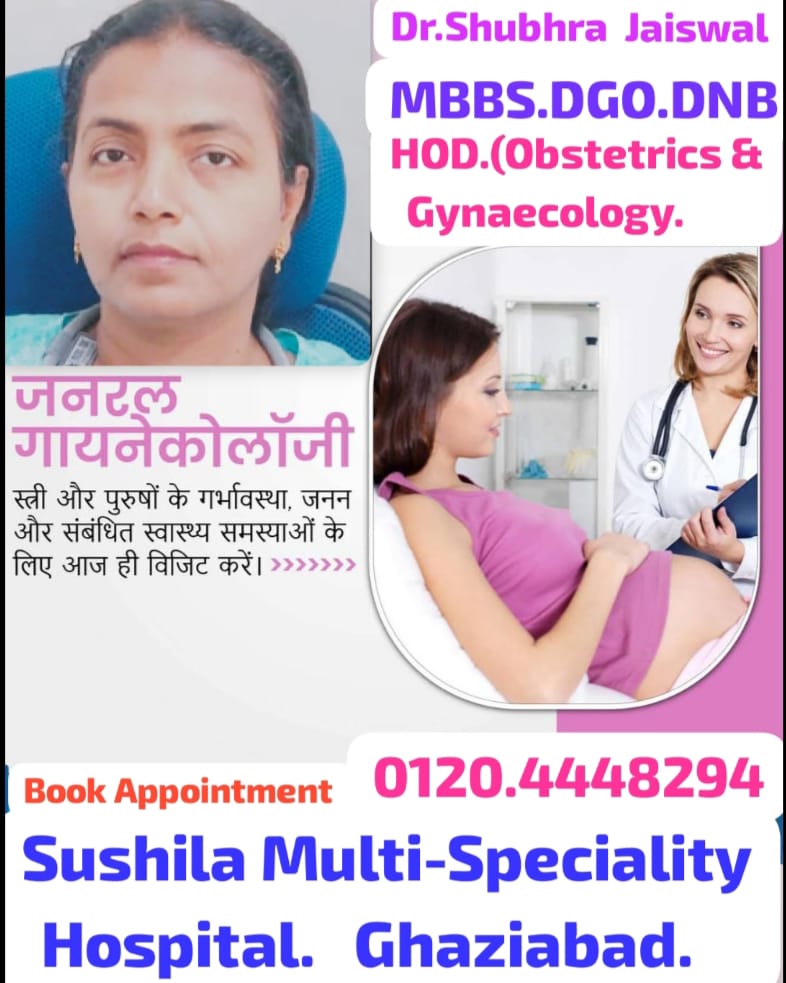 Dr.Shubhra Jaiswal
MBBS.DGO.DNB
HOD.(Obstetrics &
Gynaecology.
जनरल
गायनेकोलॉजी
स्त्री और पुरुषों के गर्भावस्था, जनन
और संबंधित स्वास्थ्य समस्याओं के
लिए आज ही विजिट करें। >>>>>>>
Book Appointment 0120.4448294
Sushila Multi-Speciality
Hospital. Ghaziabad.